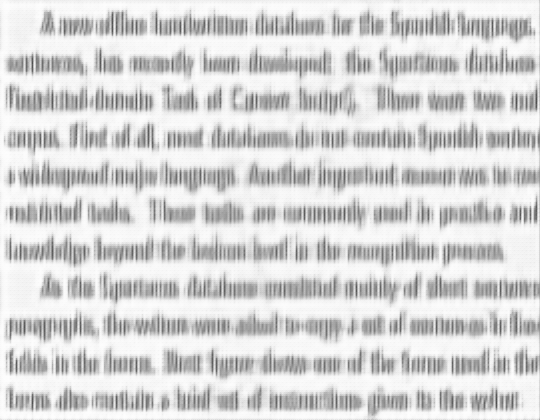 A new offline handwritten database for the Spanish language,
sentences, has recently been developed: the Spartacus database
Restricted-domain Task of Cursive Script). There were two
corpus. First of all, most databases do not contain Spanish
a widespread major language. Another important reason was to
restricted tasks. These tasks are commonly used in practice and
knowledge beyond the lexicon level in the recognition process.
As the Spartacus database consisted mainly of short sentences
paragraphs, the writers were asked to copy a set of sentences in
fields in the forms. Next figure shows one of the forms used in the
forms also contain a brief set of instructions given to the writer.